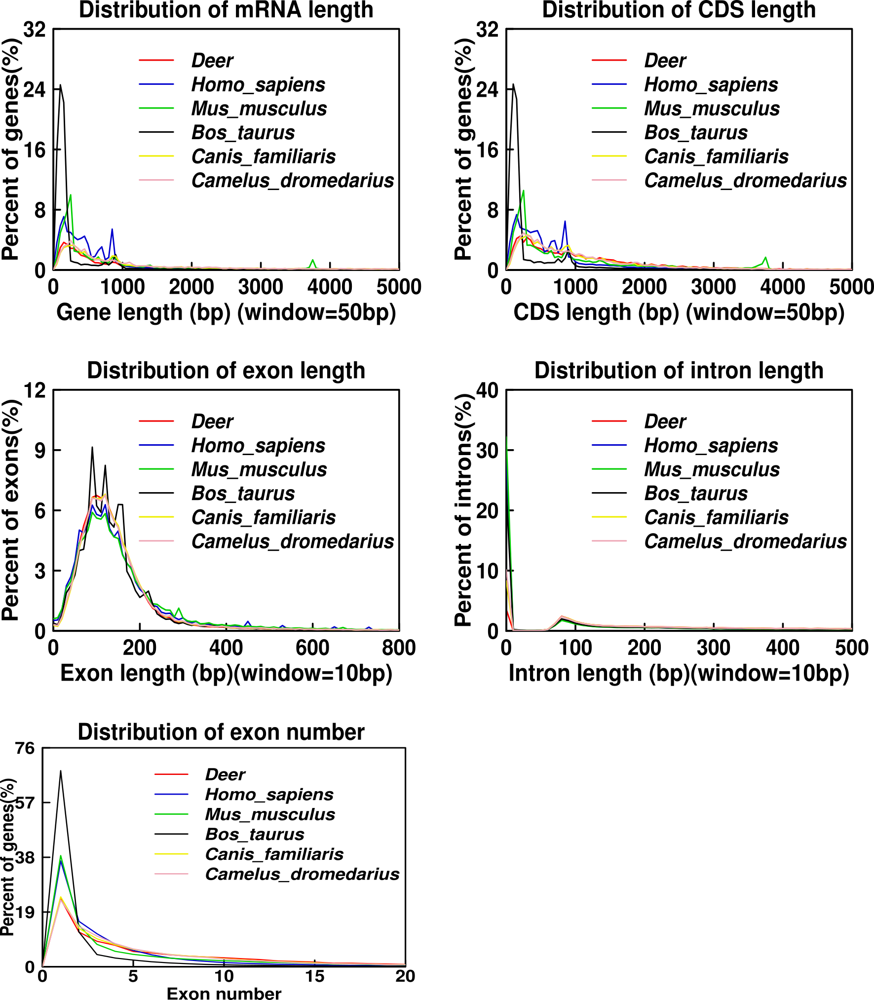 Distribution of mRNA length
Percent of genes(%)
32
24
16
8
0
Deer
Homo_sapiens
Mus_musculus
Bos_taurus
Canis_familiaris
Camelus_dromedarius
0 1000 2000 3000 4000 5000
Gene length (bp) (window=50bp)
Distribution of CDS length
Percent of genes(%)
32
24
16
8
0
Deer
Homo_sapiens
Mus_musculus
Bos_taurus
Canis_familiaris
Camelus_dromedarius
0 1000 2000 3000 4000 5000
CDS length (bp) (window=50bp)
Distribution of exon length
Percent of exons(%)
12
9
6
3
0
Deer
Homo_sapiens
Mus_musculus
Bos_taurus
Canis_familiaris
Camelus_dromedarius
0 200 400 600 800
Exon length (bp)(window=10bp)
Distribution of intron length
Percent of introns(%)
40
30
20
10
0
Deer
Homo_sapiens
Mus_musculus
Bos_taurus
Canis_familiaris
Camelus_dromedarius
0 100 200 300 400 500
Intron length (bp)(window=10bp)
Distribution of exon number
Percent of genes(%)
76
57
38
19
0
Deer
Homo_sapiens
Mus_musculus
Bos_taurus
Canis_familiaris
Camelus_dromedarius
0 5 10 15 20
Exon number